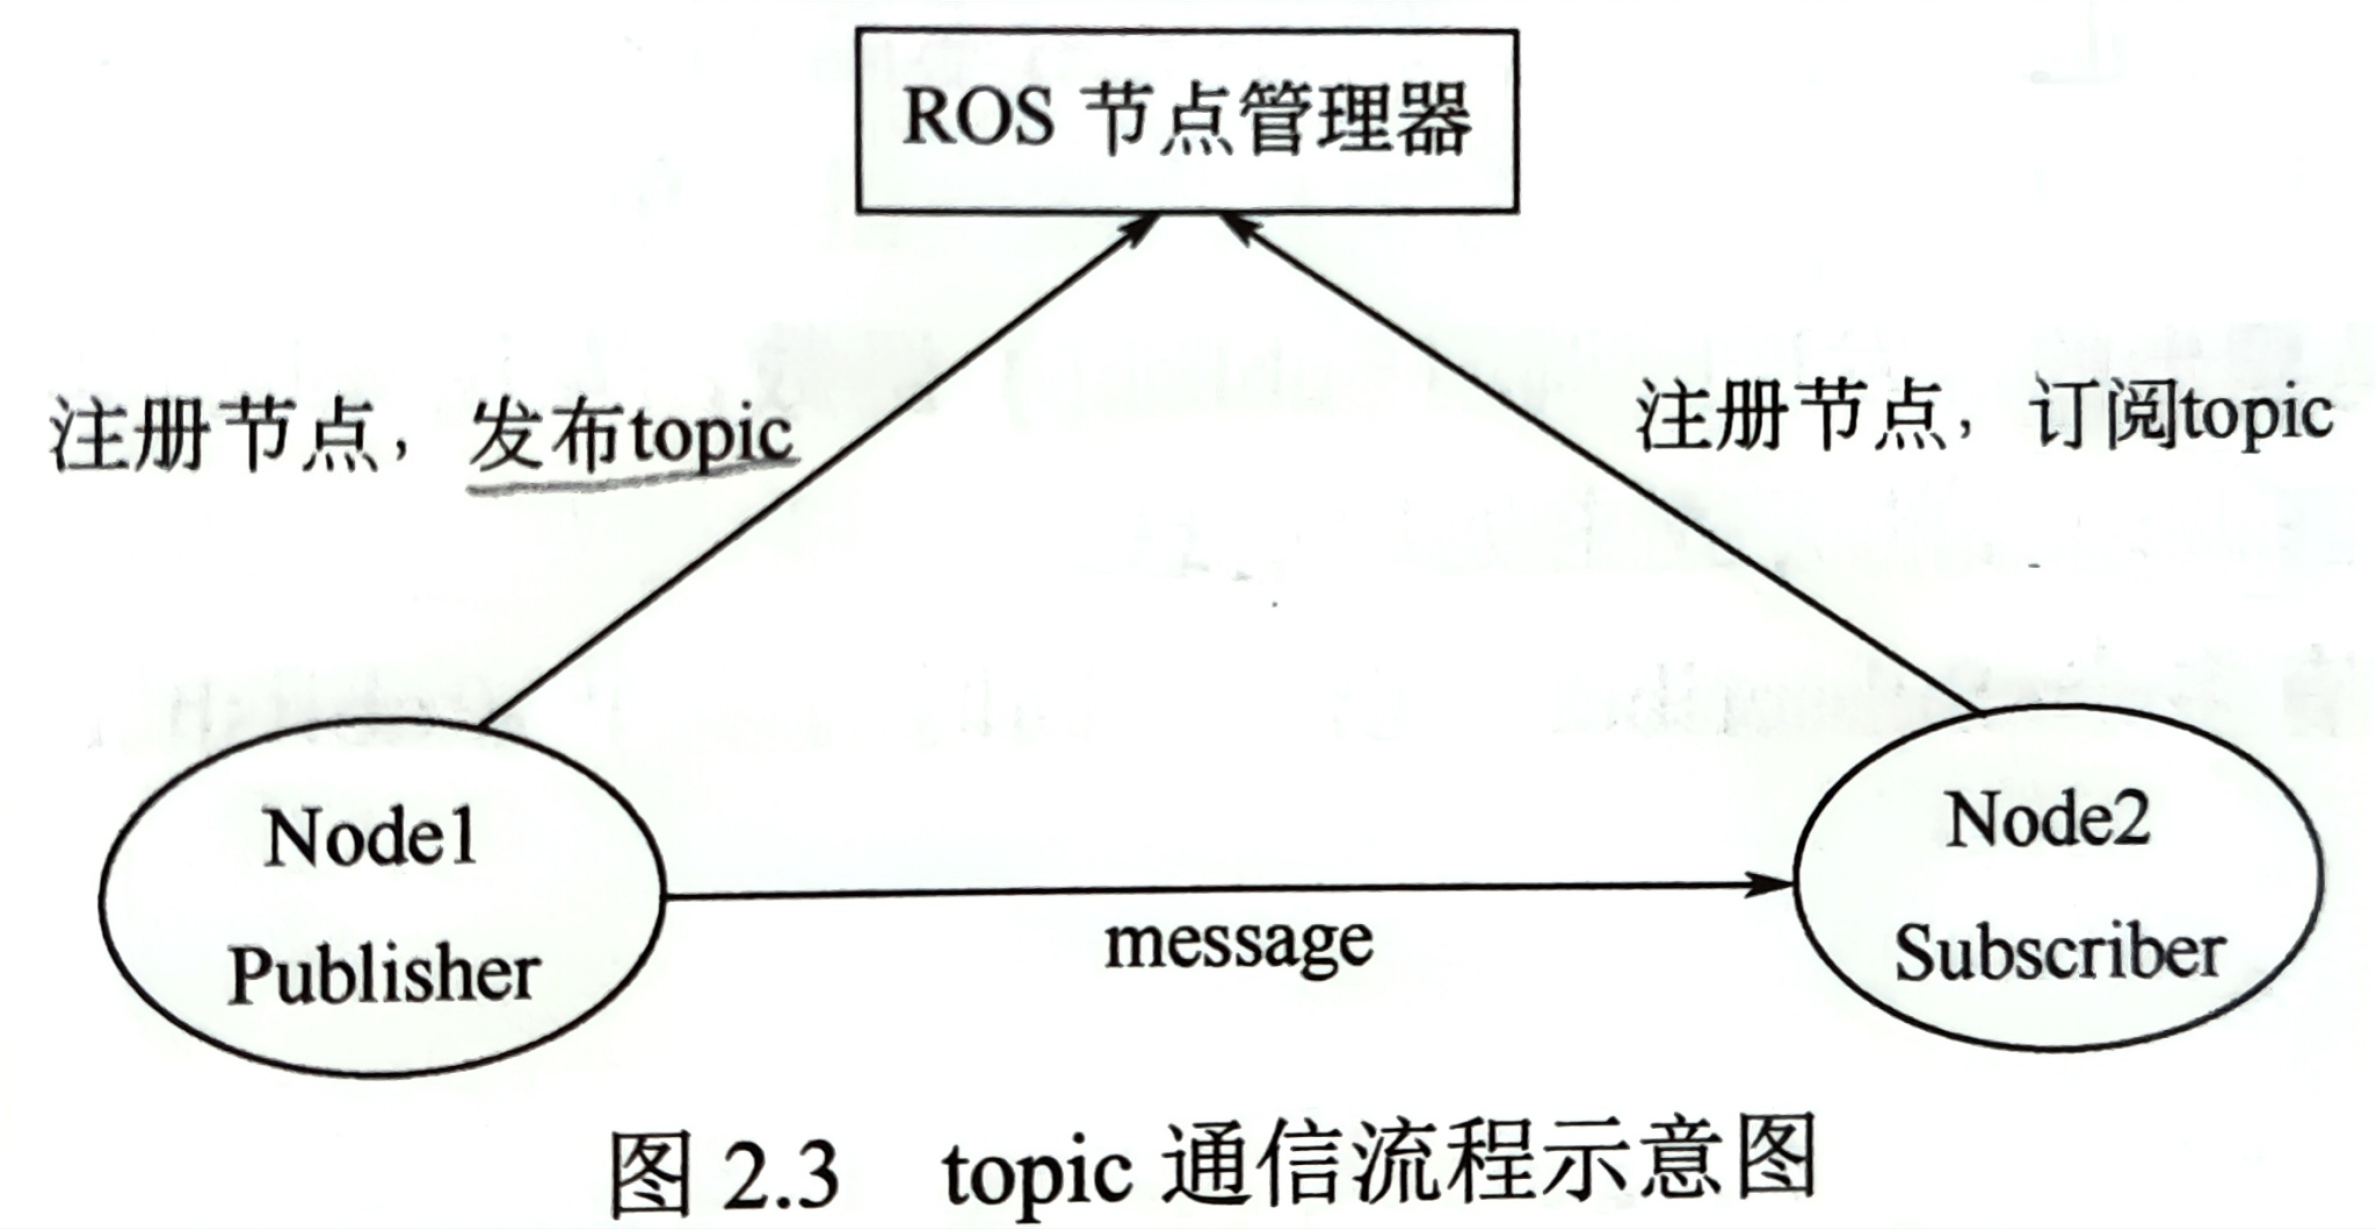 ROS 节点管理器
注册节点，发布topic
注册节点，订阅topic
Node1
Publisher
message
Node2
Subscriber
图 2.3 topic 通信流程示意图